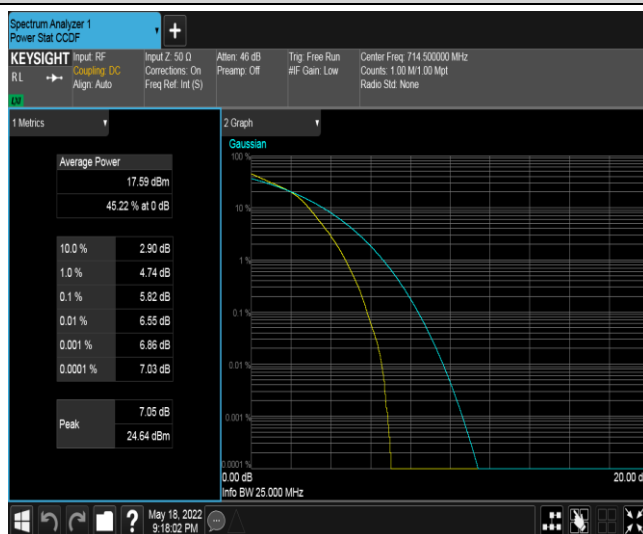 Spectrum Analyzer 1
Power Stat CCDF
+
KEYSIGHT
RL
Input: RF
Coupling: DC
Align: Auto
Input Z: 50 Ω
Corrections: On
Freq Ref: Int (S)
Atten: 46 dB
Preamp: Off
Trig: Free Run
#IF Gain: Low
Center Freq: 714.500000 MHz
Counts: 1.00 M/1.00 Mpt
Radio Std: None
1 Metrics
Average Power
17.59 dBm
45.22 % at 0 dB
10.0 % 2.90 dB
1.0 % 4.74 dB
0.1 % 5.82 dB
0.01 % 6.55 dB
0.001 % 6.86 dB
0.0001 % 7.03 dB
Peak
7.05 dB
24.64 dBm
2 Graph
Gaussian
100 %
10 %
1 %
0.1 %
0.01 %
0.001 %
0.0001 %
0.00 dB
20.00 d
Info BW 25.000 MHz
?
May 18, 2022
9:18:02 PM